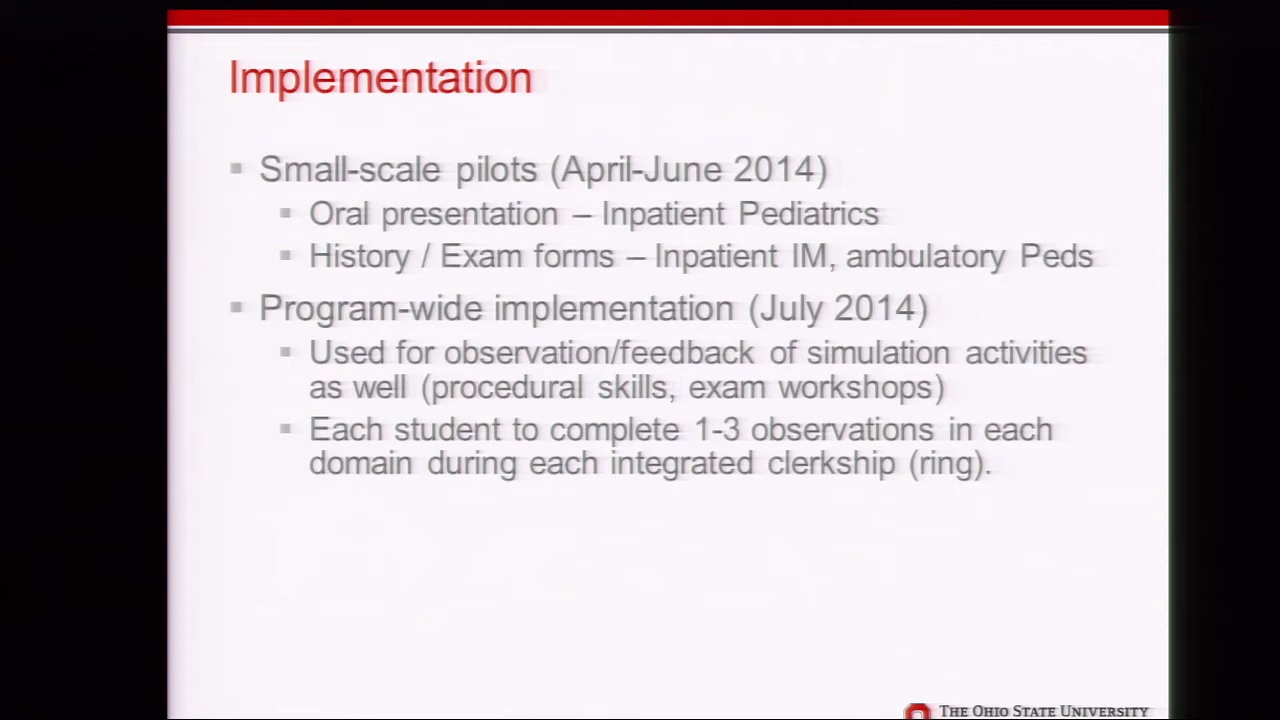 Implementation
▪ Small-scale pilots (April-June 2014)
▪ Oral presentation – Inpatient Pediatrics
▪ History / Exam forms – Inpatient IM, ambulatory Peds
▪ Program-wide implementation (July 2014)
▪ Used for observation/feedback of simulation activities
as well (procedural skills, exam workshops)
▪ Each student to complete 1-3 observations in each
domain during each integrated clerkship (ring).
THE OHIO STATE UNIVERSITY